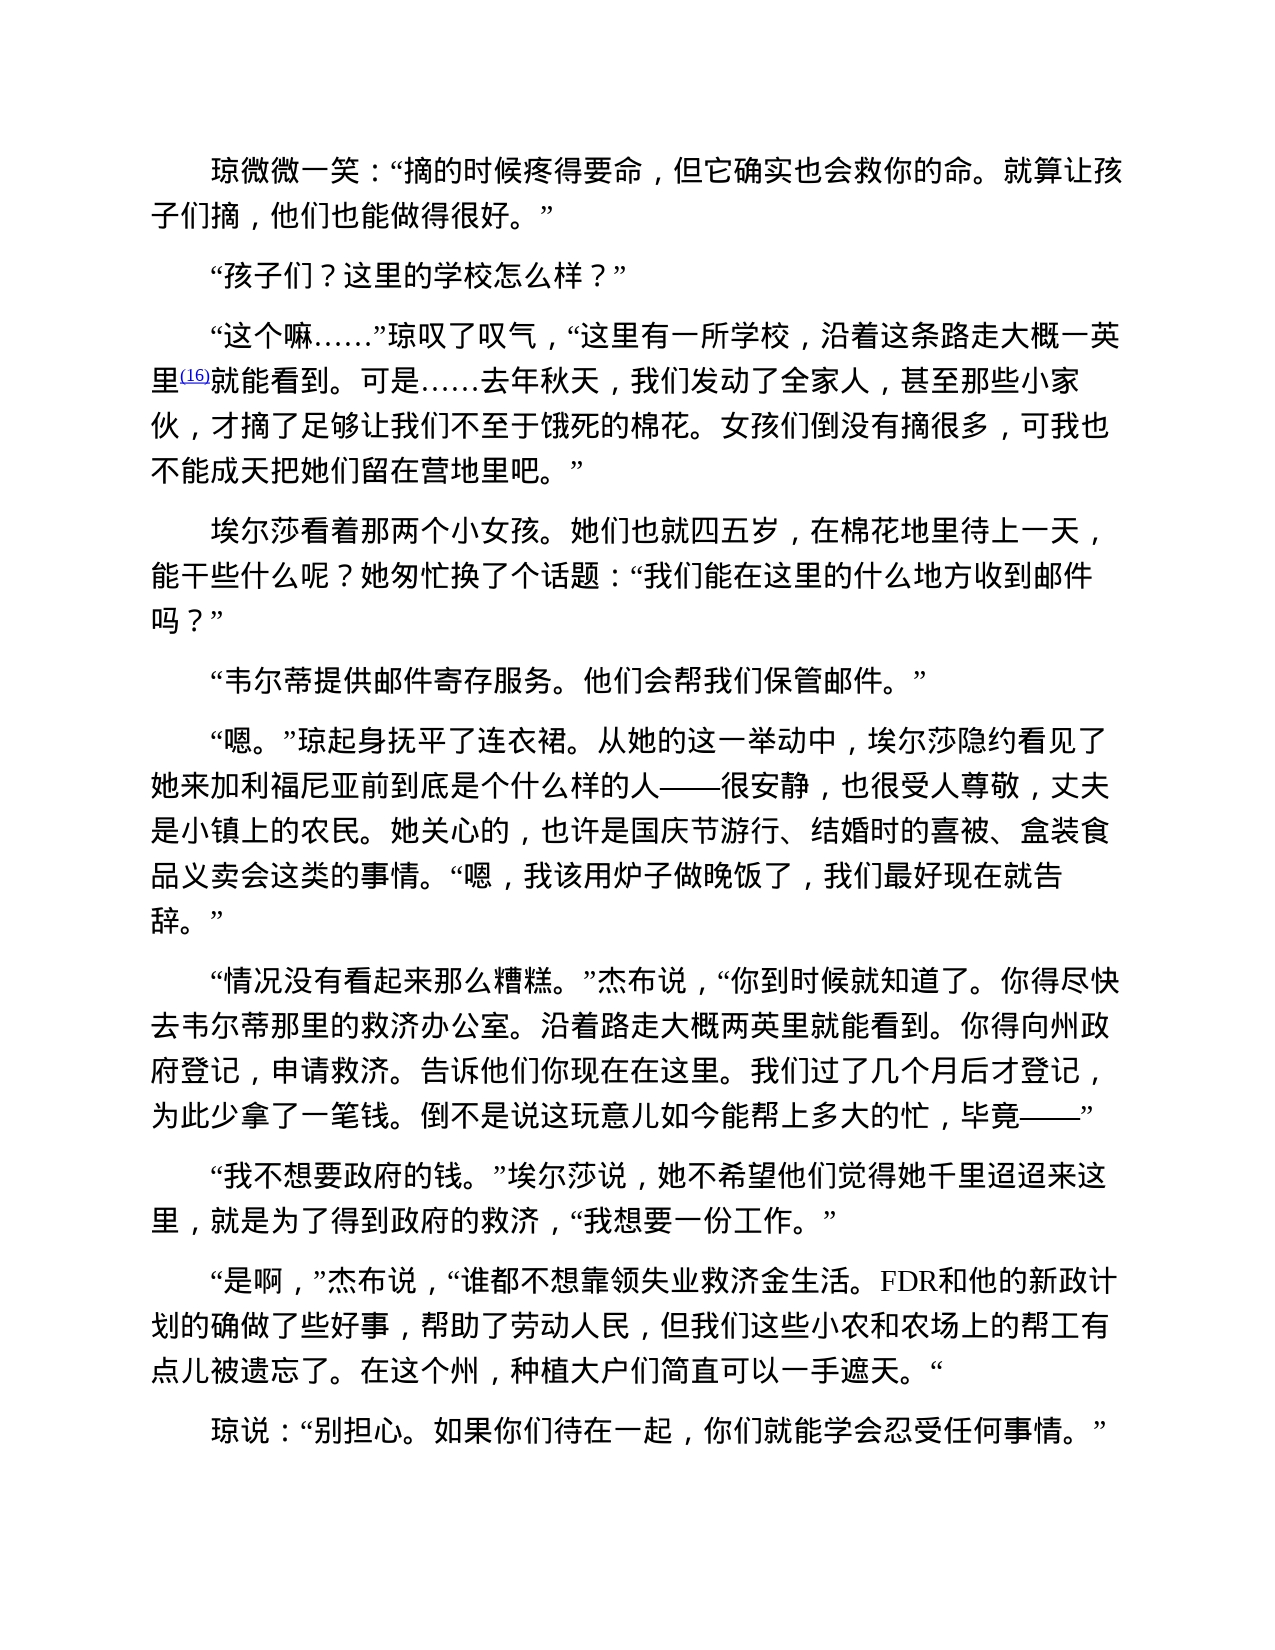 琼微微一笑：“摘的时候疼得要命，但它确实也会救你的命。就算让孩
子们摘，他们也能做得很好。”
“孩子们？这里的学校怎么样？”
“这个嘛……”琼叹了叹气，“这里有一所学校，沿着这条路走大概一英
里(16)就能看到。可是……去年秋天，我们发动了全家人，甚至那些小家
伙，才摘了足够让我们不至于饿死的棉花。女孩们倒没有摘很多，可我也
不能成天把她们留在营地里吧。”
埃尔莎看着那两个小女孩。她们也就四五岁，在棉花地里待上一天，
能干些什么呢？她匆忙换了个话题：“我们能在这里的什么地方收到邮件
吗？”
“韦尔蒂提供邮件寄存服务。他们会帮我们保管邮件。”
“嗯。”琼起身抚平了连衣裙。从她的这一举动中，埃尔莎隐约看见了
她来加利福尼亚前到底是个什么样的人——很安静，也很受人尊敬，丈夫
是小镇上的农民。她关心的，也许是国庆节游行、结婚时的喜被、盒装食
品义卖会这类的事情。“嗯，我该用炉子做晚饭了，我们最好现在就告
辞。”
“情况没有看起来那么糟糕。”杰布说，“你到时候就知道了。你得尽快
去韦尔蒂那里的救济办公室。沿着路走大概两英里就能看到。你得向州政
府登记，申请救济。告诉他们你现在在这里。我们过了几个月后才登记，
为此少拿了一笔钱。倒不是说这玩意儿如今能帮上多大的忙，毕竟——”
“我不想要政府的钱。”埃尔莎说，她不希望他们觉得她千里迢迢来这
里，就是为了得到政府的救济，“我想要一份工作。”
“是啊，”杰布说，“谁都不想靠领失业救济金生活。FDR和他的新政计
划的确做了些好事，帮助了劳动人民，但我们这些小农和农场上的帮工有
点儿被遗忘了。在这个州，种植大户们简直可以一手遮天。“
琼说：“别担心。如果你们待在一起，你们就能学会忍受任何事情。”